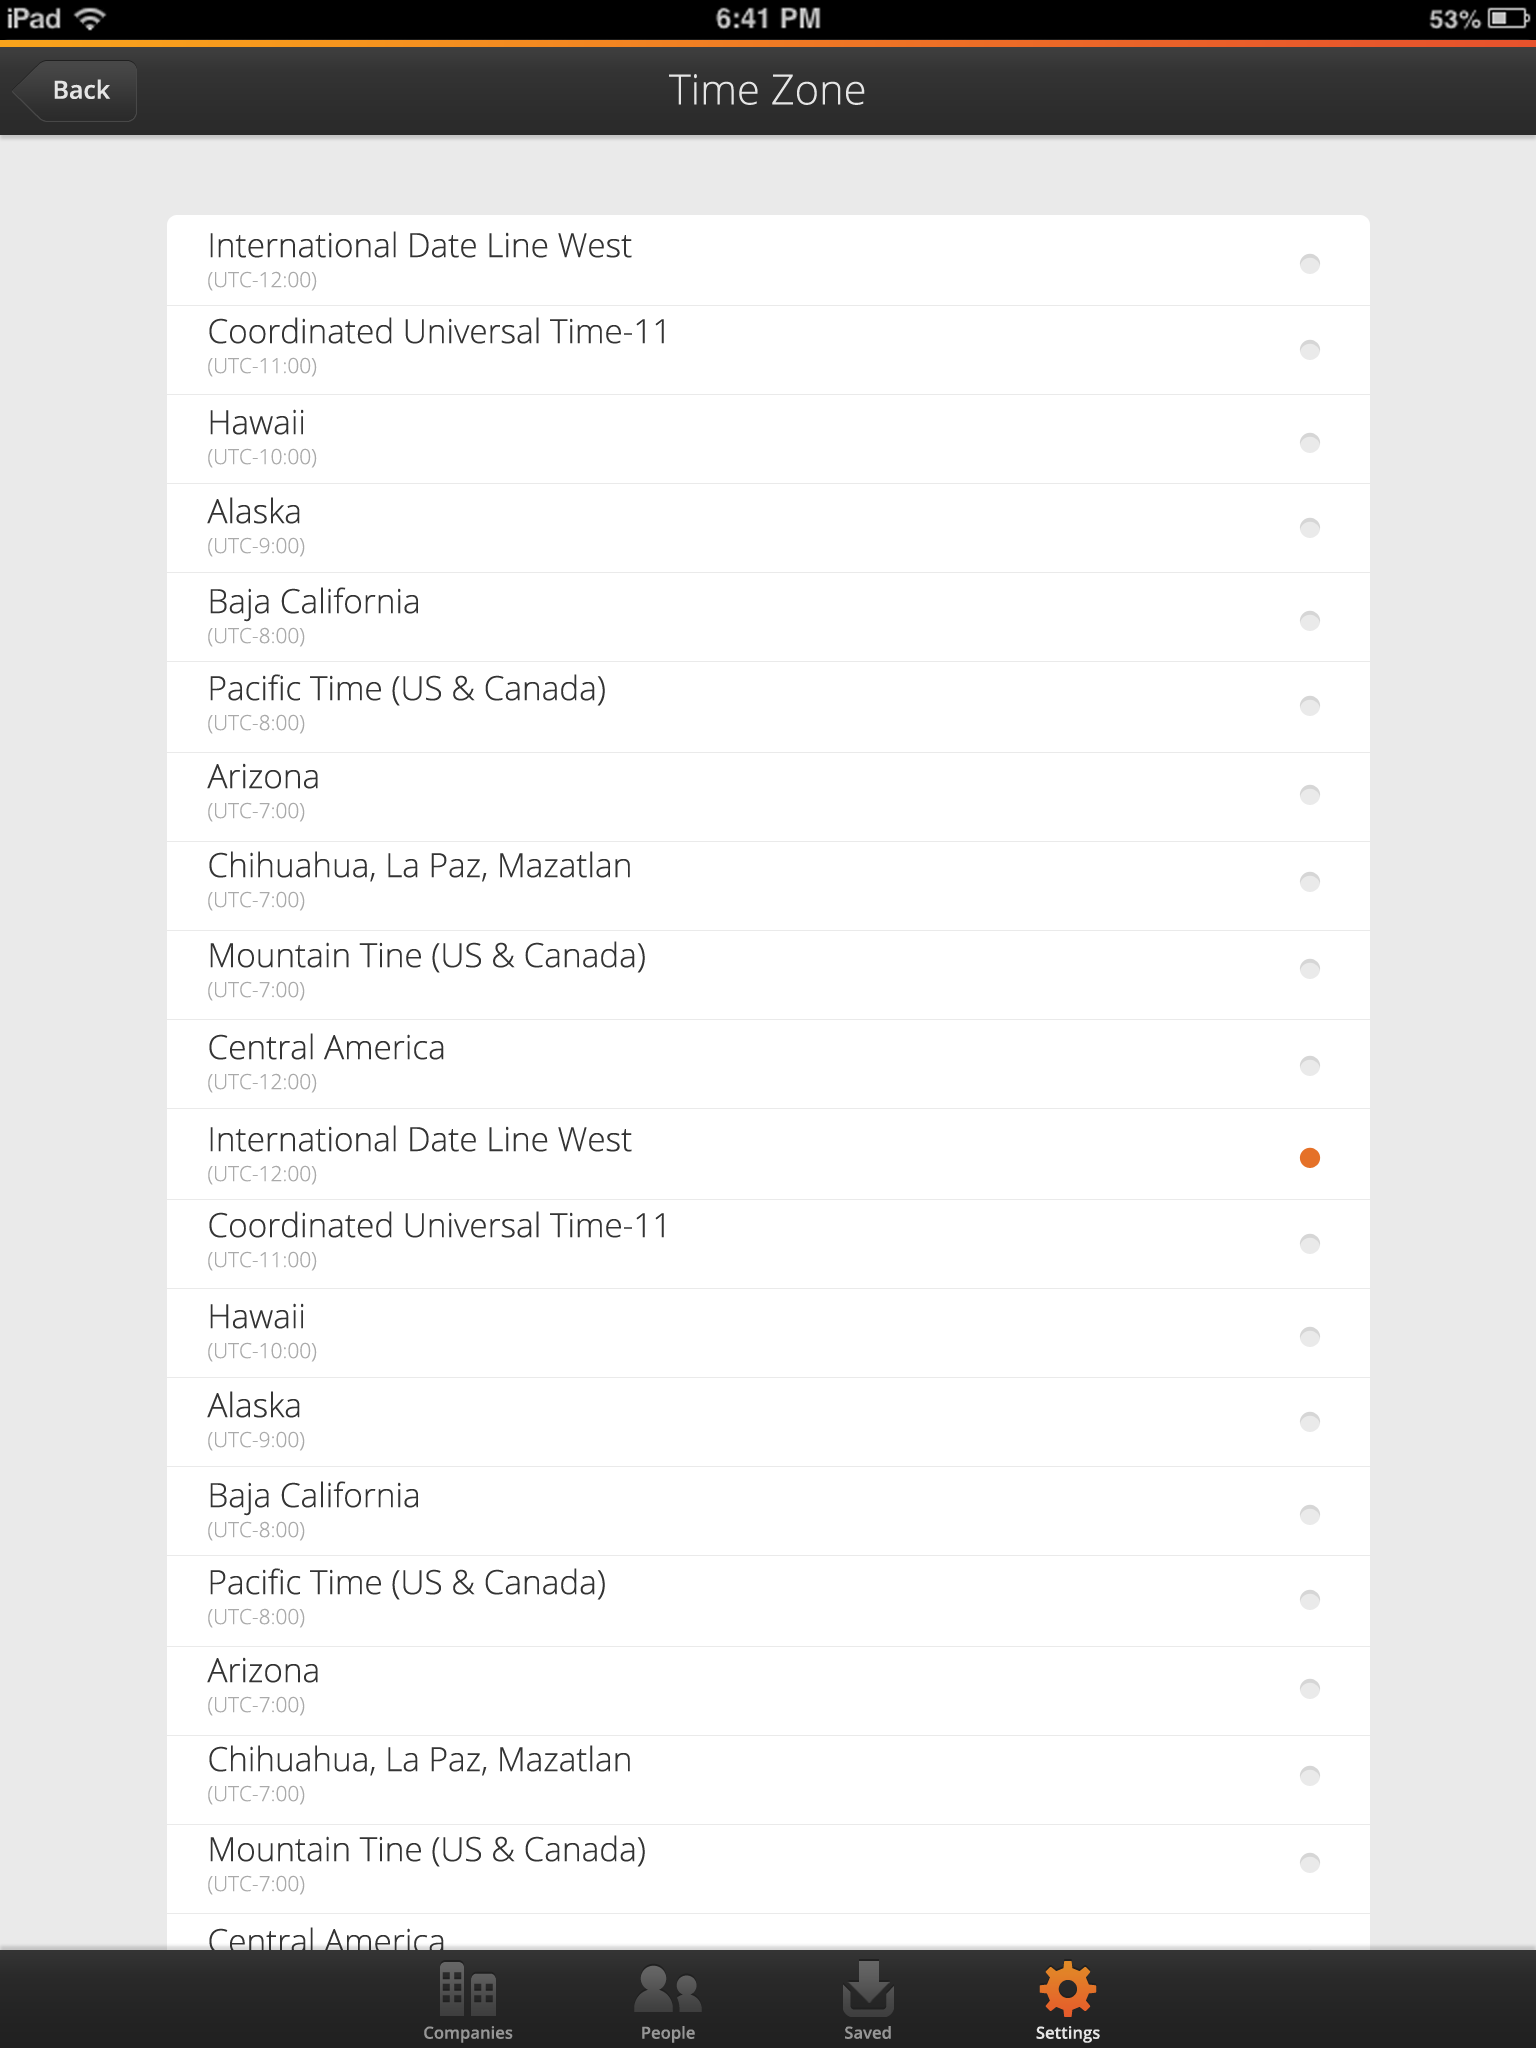 iPad 6:41 PM 53%
Back Time Zone
International Date Line West
(UTC-12:00)
Coordinated Universal Time-11
(UTC-11:00)
Hawaii
(UTC-10:00)
Alaska
(UTC-9:00)
Baja California
(UTC-8:00)
Pacific Time (US & Canada)
(UTC-8:00)
Arizona
(UTC-7:00)
Chihuahua, La Paz, Mazatlan
(UTC-7:00)
Mountain Tine (US & Canada)
(UTC-7:00)
Central America
(UTC-12:00)
International Date Line West
(UTC-12:00)
Coordinated Universal Time-11
(UTC-11:00)
Hawaii
(UTC-10:00)
Alaska
(UTC-9:00)
Baja California
(UTC-8:00)
Pacific Time (US & Canada)
(UTC-8:00)
Arizona
(UTC-7:00)
Chihuahua, La Paz, Mazatlan
(UTC-7:00)
Mountain Tine (US & Canada)
(UTC-7:00)
Central America
Companies People Saved Settings